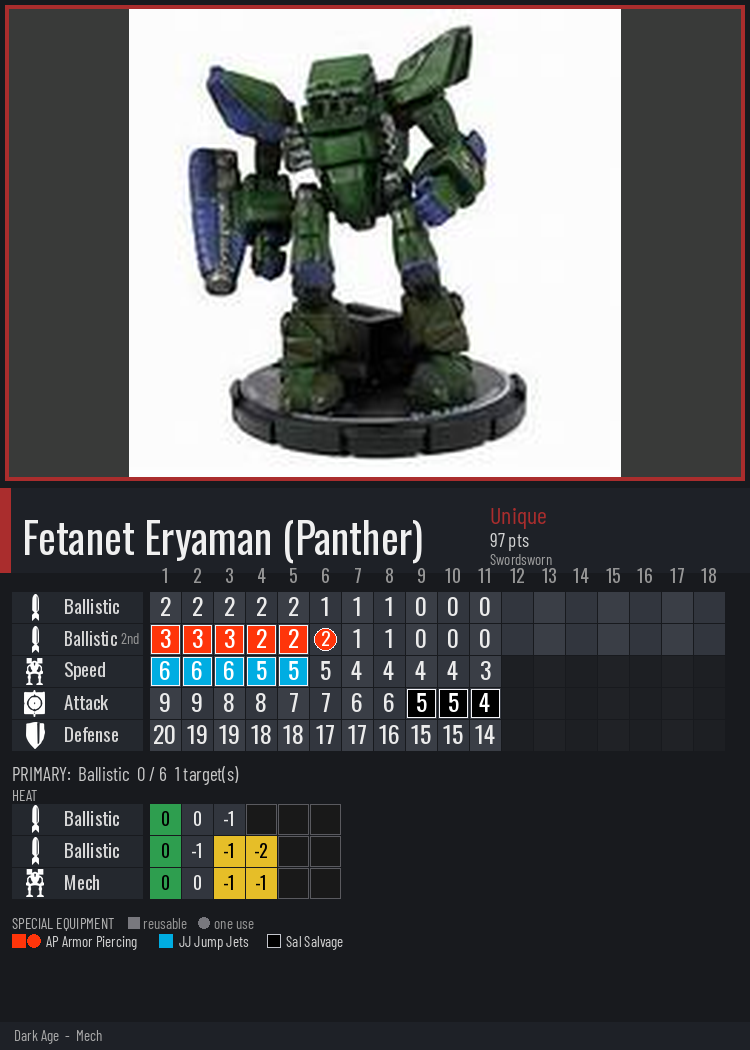 Fetanet Eryaman (Panther)
Unique
97 pts
Swordsworn
1 2 3 4 5 6 7 8 9 10 11 12 13 14 15 16 17 18
Ballistic 2 2 2 2 2 1 1 1 0 0 0
Ballistic 2nd 3 3 3 2 2 2 1 1 0 0 0
Speed 6 6 6 5 5 5 4 4 4 4 3
Attack 9 9 8 8 7 7 6 6 5 5 4
Defense 20 19 19 18 18 17 17 16 15 15 14
PRIMARY: Ballistic 0 / 6 1 target(s)
HEAT
Ballistic 0 0 -1
Ballistic 0 -1 -1 -2
Mech 0 0 -1 -1
SPECIAL EQUIPMENT reusable one use
AP Armor Piercing JJ Jump Jets Sal Salvage
Dark Age - Mech